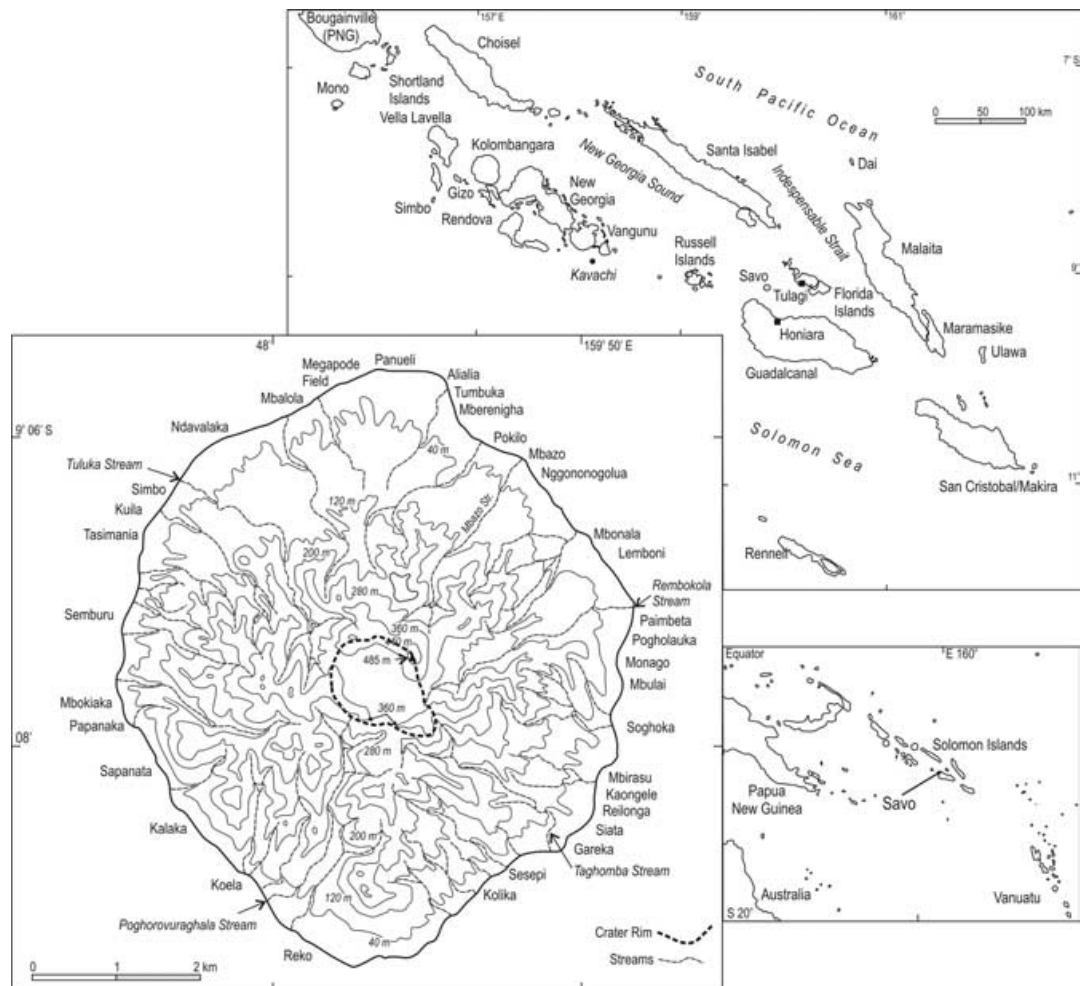 Bougainville
(PNG)
157 E
159'
161'
Choisel
7° S
South Pacific Ocean
0 50 100 km
Mono
Shortland
Islands
Vella Lavella
Kolombangara
Santa Isabel
Dai
New Georgia Sound
Indespensable Strait
Gizo
New
Georgia
Simbo
Rendova
Vangunu
Russell
Islands
Malaita
Kavachi
Savo
9°
Tulagi
Florida
Islands
Honiara
Maramasike
Ulawa
Guadalcanal
Solomon Sea
San Cristobal/Makira
11°
Rennell
48'
159° 50' E
Megapode
Field
Panueli
Alialia
Tumbuka
Mberenigha
Mbalola
Ndavalaka
9° 06' S
Pokilo
Mbazo
Nggononogolua
40 m
Tuluka Stream
Simbo
Kuila
Tasimania
120 m
Mbazo Str.
Mbonala
Lemboni
200 m
280 m
Rembokola
Stream
Semburu
360 m
Paimbeta
Pogholauka
485 m
Monago
Mbulai
Mbokiaka
Papanaka
360 m
Soghoka
08'
280 m
Sapanata
Mbirasu
Kaongele
Reilonga
Kalaka
Siata
Gareka
200 m
Sesepi
Taghomba Stream
Koela
Kolika
120 m
Poghorovuraghala Stream
40 m
Reko
Crater Rim
Streams
0 1 2 km
Equator
E 160°
Solomon Islands
Papua
New Guinea
Savo
Australia
Vanuatu
S 20°